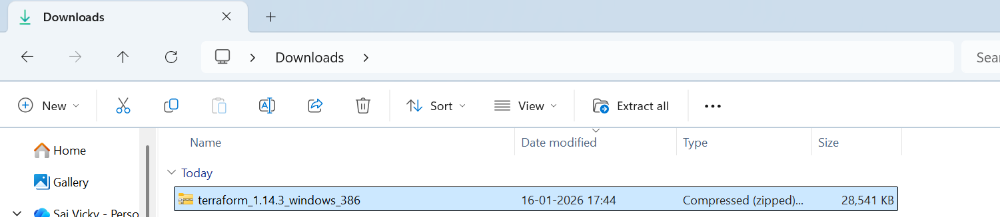 Downloads
Downloads
New
Sort
View
Extract all
Name Date modified Type Size
Home
Today
Gallery
terraform_1.14.3_windows_386 16-01-2026 17:44 Compressed (zipped)... 28,541 KB
Sai Vicky - Perso